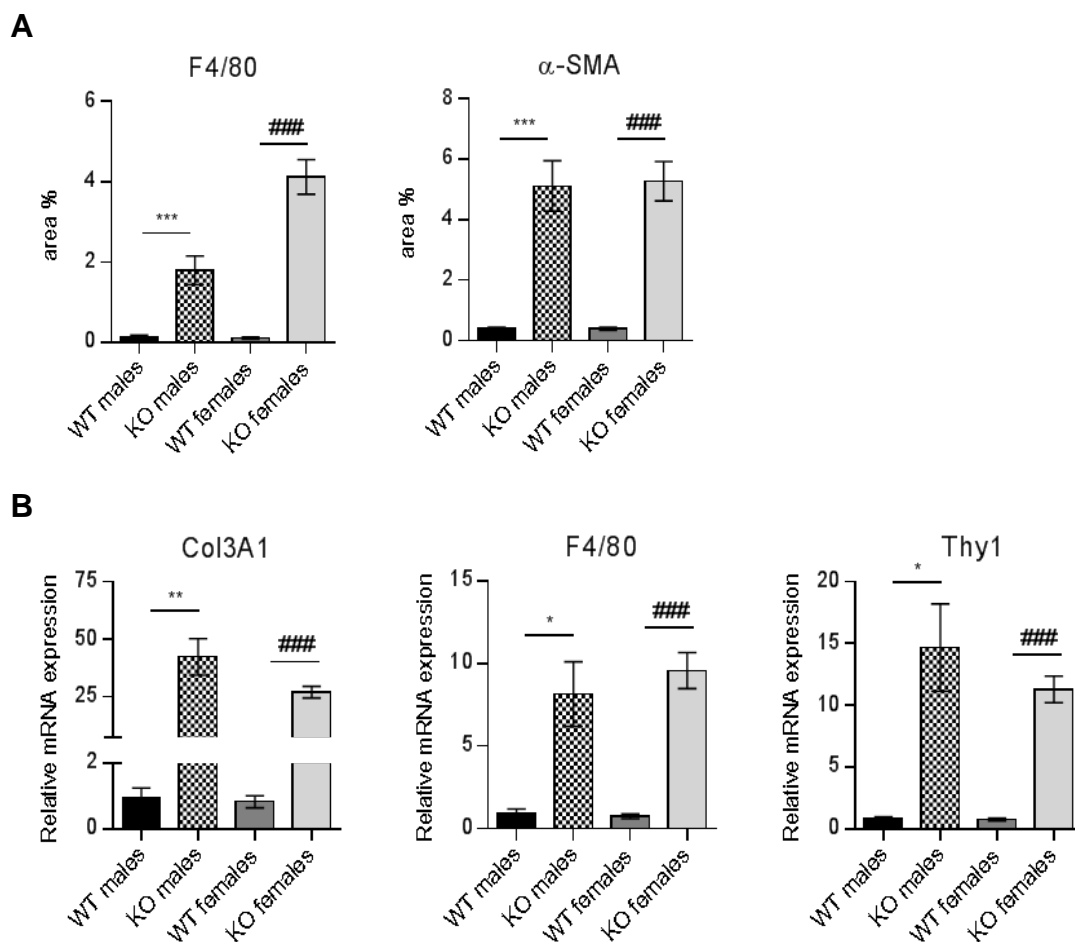 A
F4/80
area %
6
4
2
0
***
###
WT males
KO males
WT females
KO females
α-SMA
area %
8
6
4
2
0
***
###
WT males
KO males
WT females
KO females
B
Col3A1
Relative mRNA expression
75
50
25
2
0
**
###
WT males
KO males
WT females
KO females
F4/80
Relative mRNA expression
15
10
5
0
*
###
WT males
KO males
WT females
KO females
Thy1
Relative mRNA expression
20
15
10
5
0
*
###
WT males
KO males
WT females
KO females